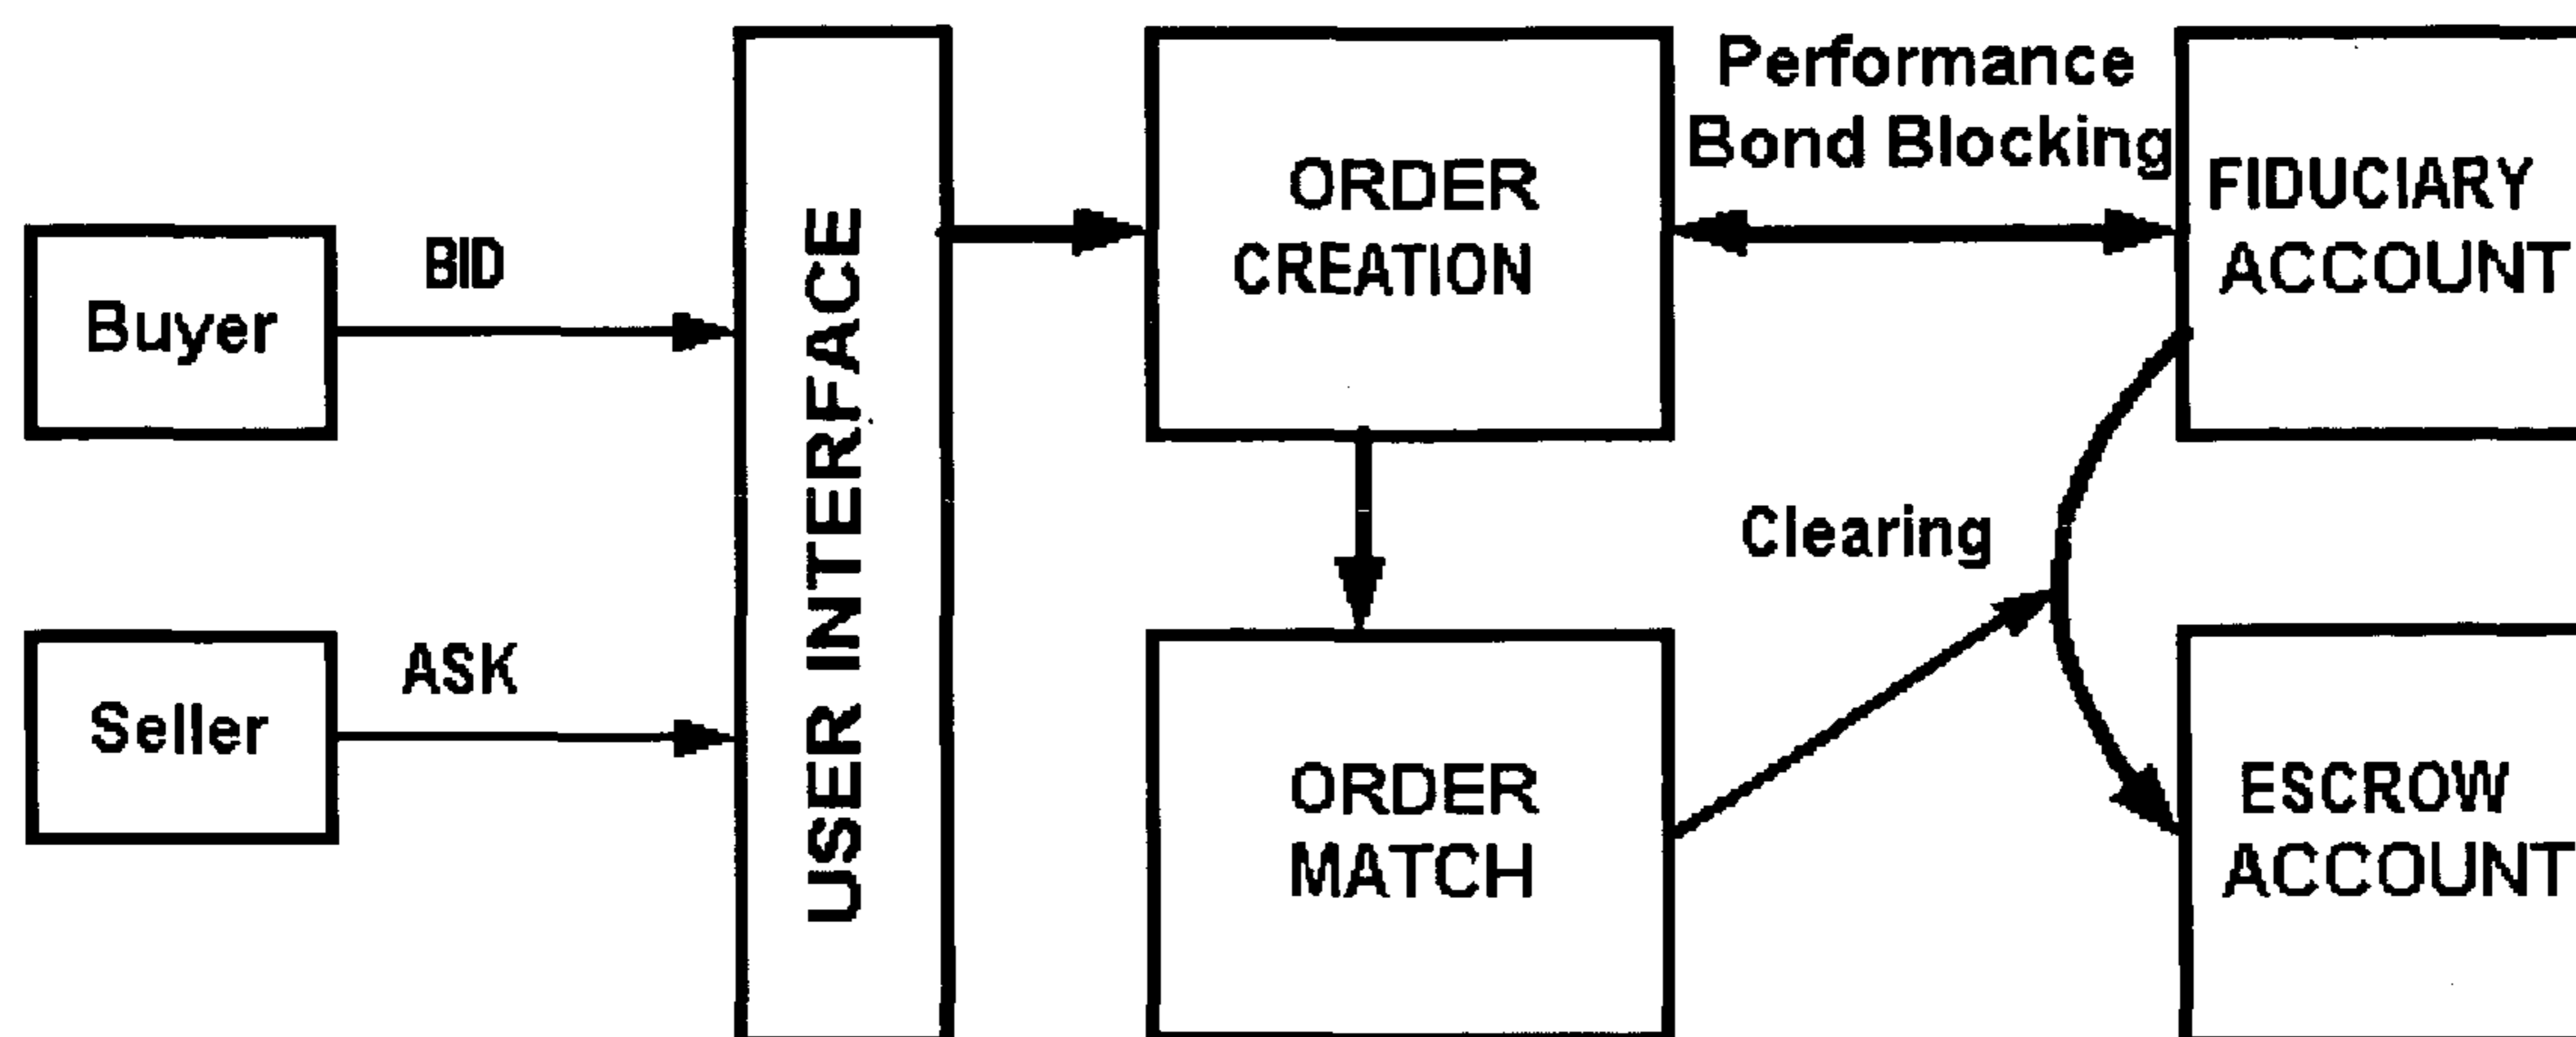 Buyer
BID
Seller
ASK
USER INTERFACE
ORDER
CREATION
Performance
Bond Blocking
FIDUCIARY
ACCOUNT
ORDER
MATCH
Clearing
ESCROW
ACCOUNT